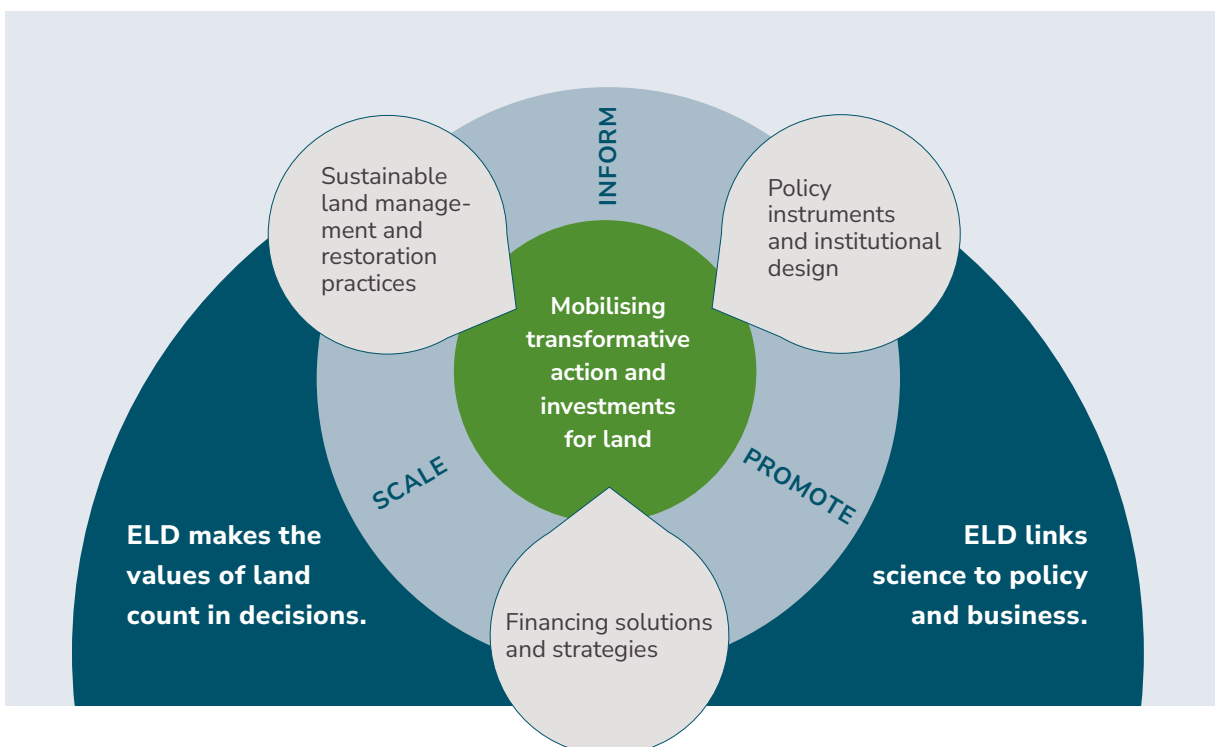 INFORM
Sustainable
land manage-
ment and
restoration
practices
Policy
instruments
and institutional
design
Mobilising
transformative
action and
investments
for land
SCALE
PROMOTE
ELD makes the
values of land
count in decisions.
ELD links
science to policy
and business.
Financing solutions
and strategies